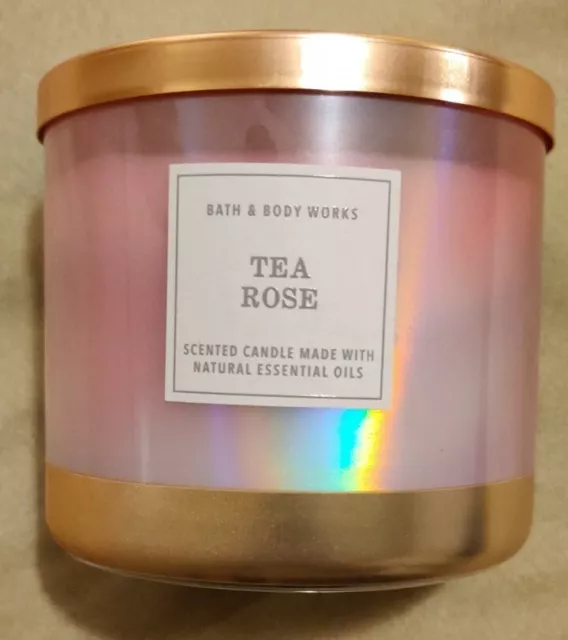 BATH & BODY WORKS
TEA
ROSE
SCENTED CANDLE MADE WITH
NATURAL ESSENTIAL OILS